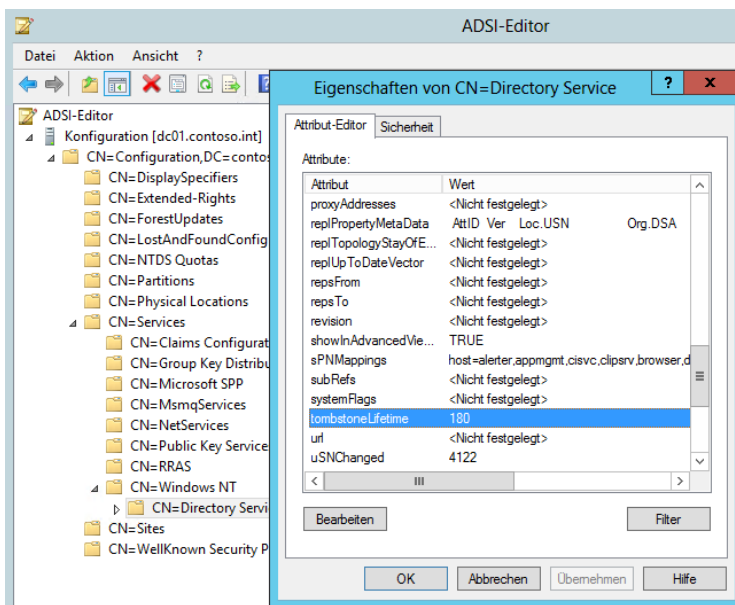 ADSI-Editor
Datei Aktion Ansicht ?
ADSI-Editor
Konfiguration [dc01.contoso.int]
CN=Configuration,DC=contos
CN=DisplaySpecifiers
CN=Extended-Rights
CN=ForestUpdates
CN=LostAndFoundConfig
CN=NTDS Quotas
CN=Partitions
CN=Physical Locations
CN=Services
CN=Claims Configurat
CN=Group Key Distribu
CN=Microsoft SPP
CN=MsmqServices
CN=NetServices
CN=Public Key Service
CN=RRAS
CN=Windows NT
CN=Directory Servi
CN=Sites
CN=WellKnown Security P
Eigenschaften von CN=Directory Service ? x
Attribut-Editor Sicherheit
Attribute:
Attribut Wert
proxyAddresses <Nicht festgelegt>
replPropertyMetaData AttID Ver Loc.USN Org.DSA
replTopologyStayOfE... <Nicht festgelegt>
replUpToDateVector <Nicht festgelegt>
repsFrom <Nicht festgelegt>
repsTo <Nicht festgelegt>
revision <Nicht festgelegt>
showInAdvancedVie... TRUE
sPNMappings host=alerter,appmgmt,cisvc,clipsrv,browser,d
subRefs <Nicht festgelegt>
systemFlags <Nicht festgelegt>
tombstoneLifetime 180
url <Nicht festgelegt>
uSNChanged 4122
Bearbeiten Filter
OK Abbrechen Übernehmen Hilfe